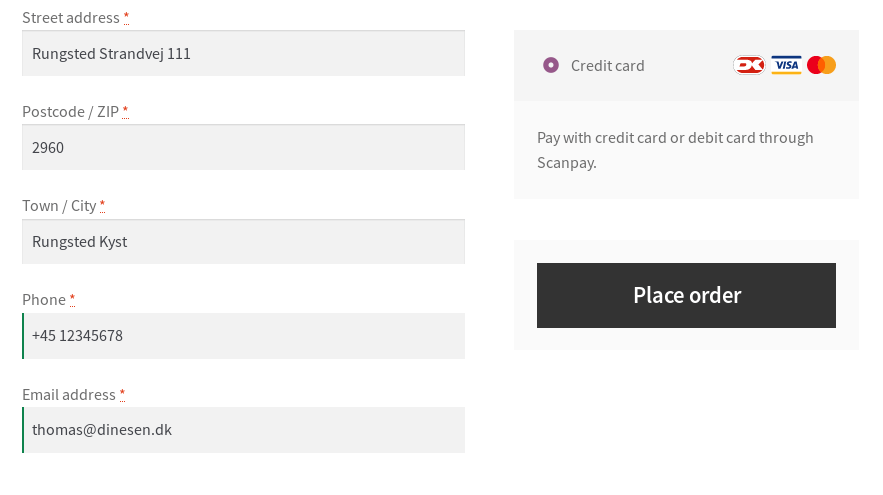 Street address *
Rungsted Strandvej 111
Postcode / ZIP *
2960
Town / City *
Rungsted Kyst
Phone *
+45 12345678
Email address *
thomas@dinesen.dk
Credit card
DK VISA
Pay with credit card or debit card through
Scanpay.
Place order